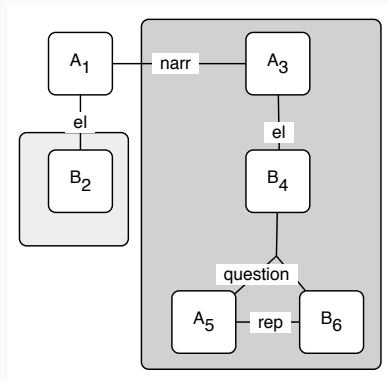 A1 narr A3
el
el
B2 B4
question
A5 rep B6